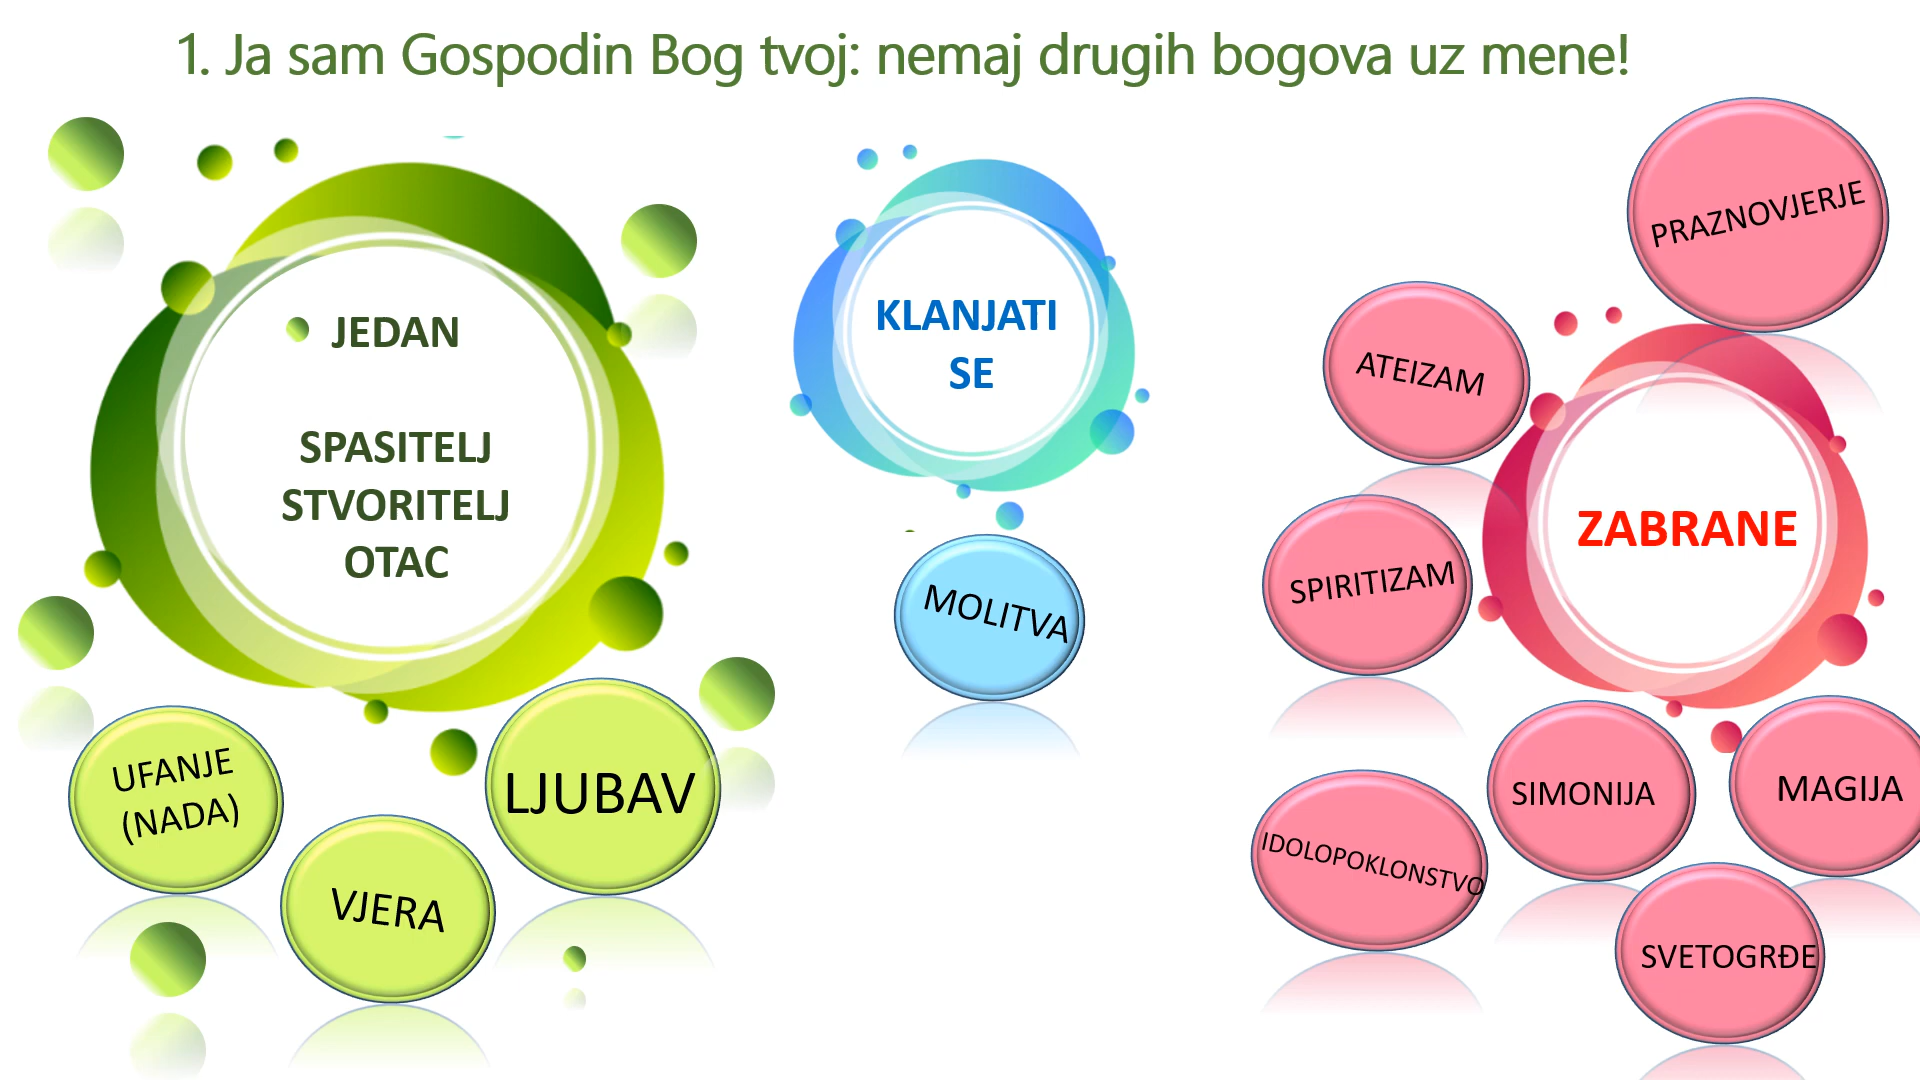 1. Ja sam Gospodin Bog tvoj: nemaj drugih bogova uz mene!
JEDAN
SPASITELJ
STVORITELJ
OTAC
UFANJE
(NADA)
VJERA
LJUBAV
KLANJATI
SE
MOLITVA
PRAZNOVJERJE
ATEIZAM
SPIRITIZAM
ZABRANE
IDOLOPOKLONSTVO
SIMONIJA
MAGIJA
SVETOGRĐE